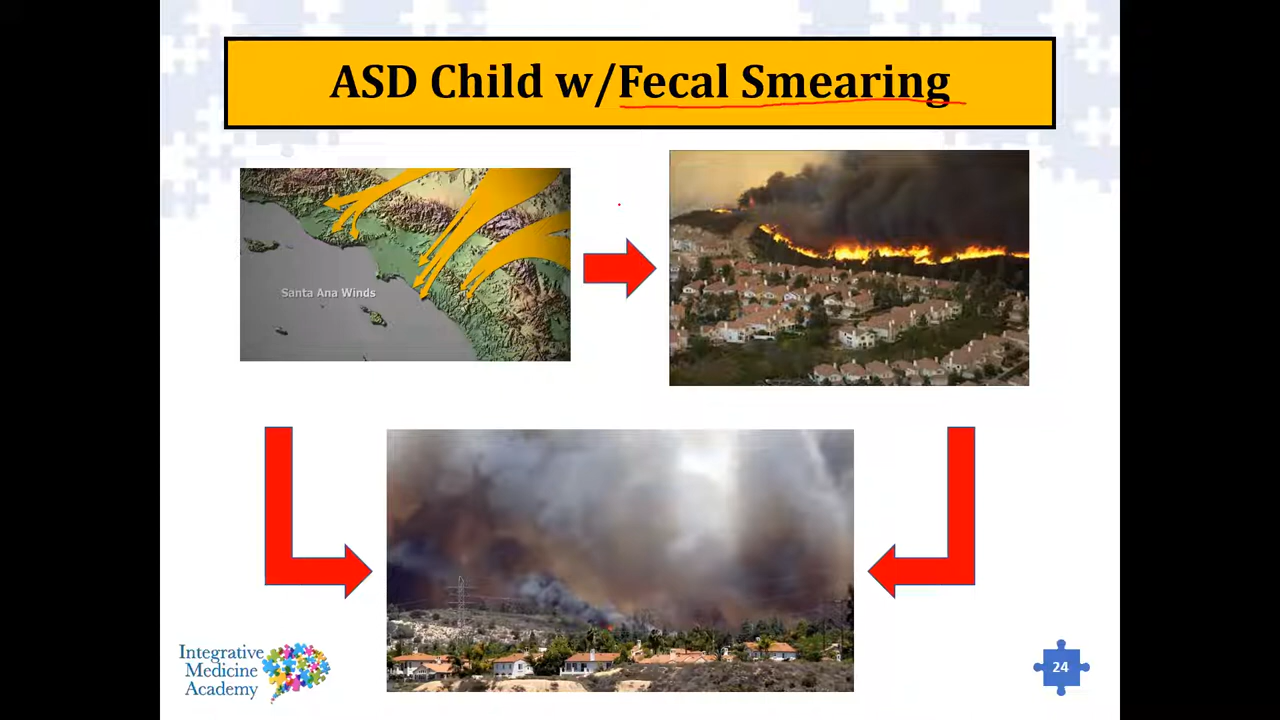 ASD Child w/Fecal Smearing
Santa Ana Winds
Integrative
Medicine
Academy
24